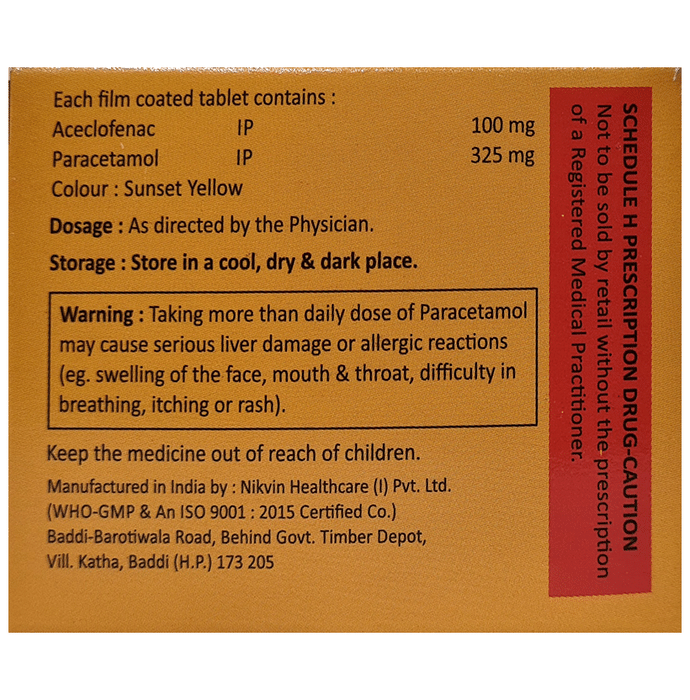 Each film coated tablet contains :
Aceclofenac IP 100 mg
Paracetamol IP 325 mg
Colour : Sunset Yellow
Dosage : As directed by the Physician.
Storage : Store in a cool, dry & dark place.
Warning : Taking more than daily dose of Paracetamol
may cause serious liver damage or allergic reactions
(eg. swelling of the face, mouth & throat, difficulty in
breathing, itching or rash).
Keep the medicine out of reach of children.
Manufactured in India by : Nikvin Healthcare (I) Pvt. Ltd.
(WHO-GMP & An ISO 9001 : 2015 Certified Co.)
Baddi-Barotiwala Road, Behind Govt. Timber Depot,
Vill. Katha, Baddi (H.P.) 173 205
SCHEDULE H PRESCRIPTION DRUG-CAUTION
Not to be sold by retail without the prescription
of a Registered Medical Practitioner.